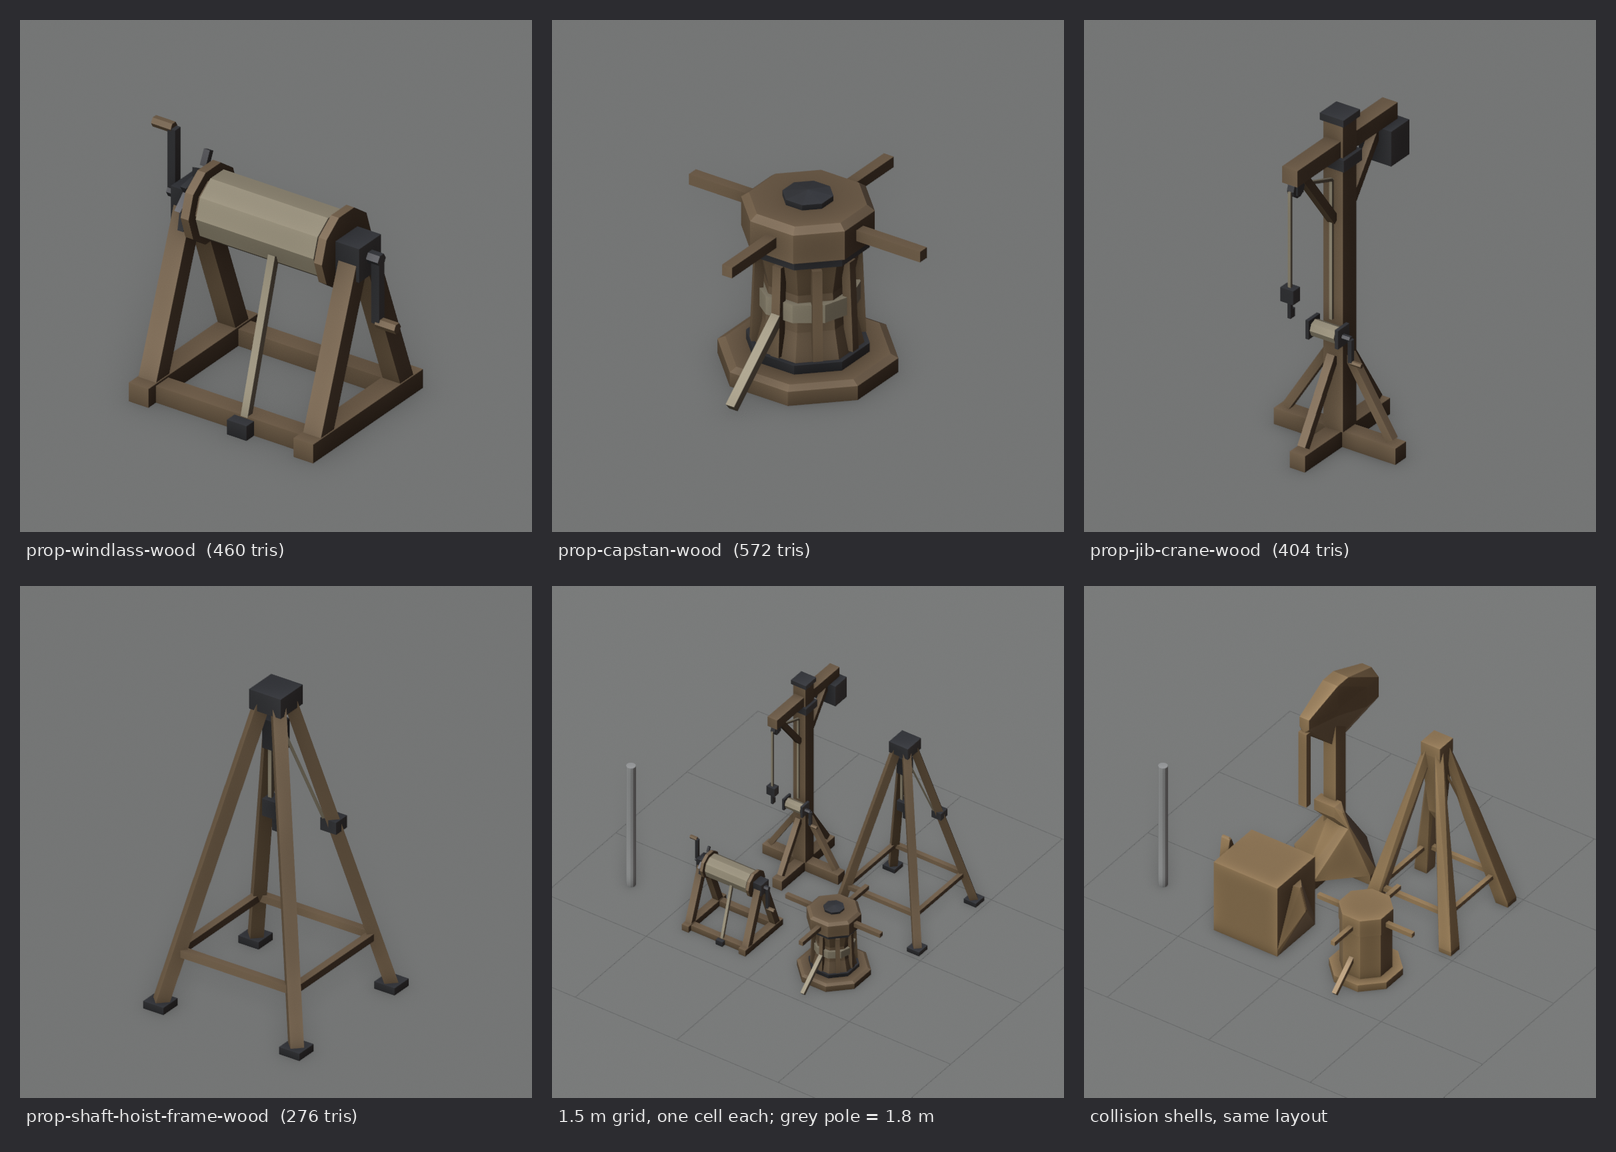 prop-windlass-wood (460 tris)
prop-capstan-wood (572 tris)
prop-jib-crane-wood (404 tris)
prop-shaft-hoist-frame-wood (276 tris)
1.5 m grid, one cell each; grey pole = 1.8 m
collision shells, same layout